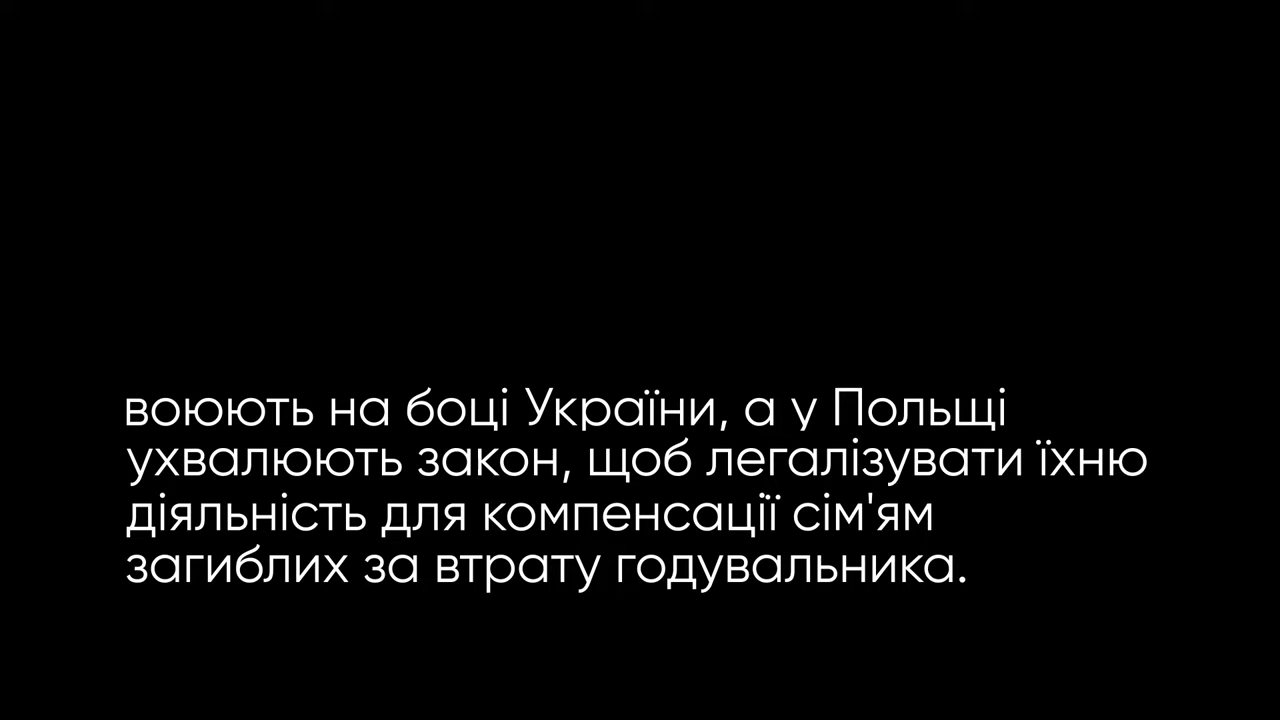 воюють на боці України, а у Польщі
ухвалюють закон, щоб легалізувати їхню
діяльність для компенсації сім'ям
загиблих за втрату годувальника.